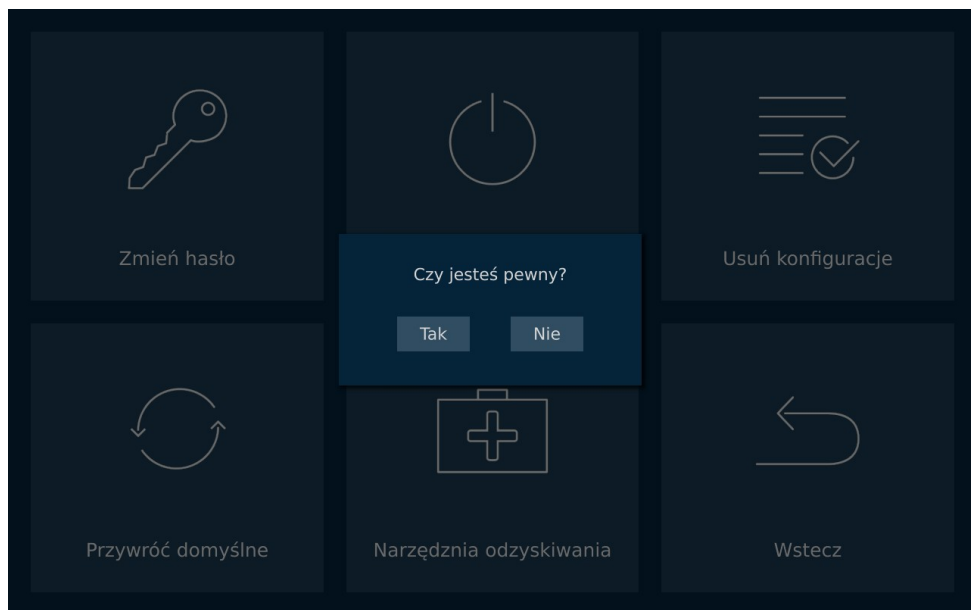 Zmień hasło
Usuń konfiguracje
Czy jesteś pewny?
Tak
Nie
Przywróć domyślne
Narzędznia odzyskiwania
Wstecz